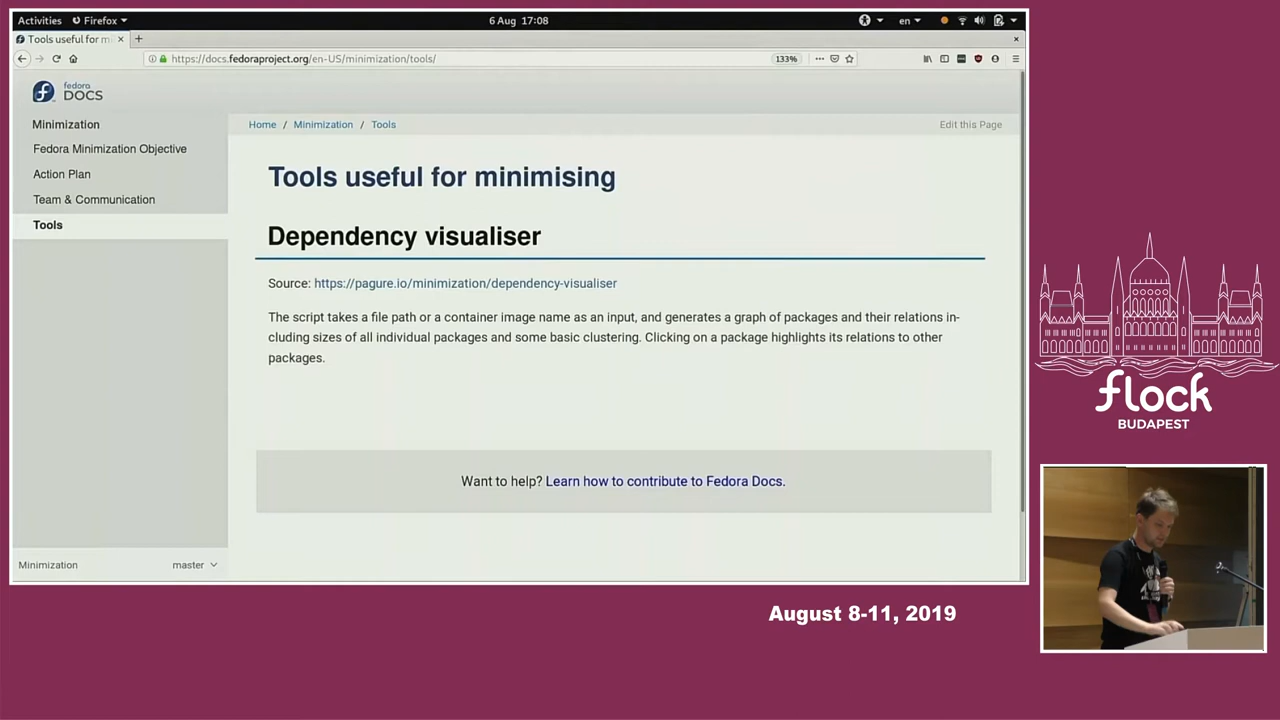 Activities Firefox 6 Aug 17:08 en
Tools useful for mi
https://docs.fedoraproject.org/en-US/minimization/tools/ 133%
fedora
DOCS
Minimization
Fedora Minimization Objective
Action Plan
Team & Communication
Tools
Home / Minimization / Tools Edit this Page
Tools useful for minimising
Dependency visualiser
Source: https://pagure.io/minimization/dependency-visualiser
The script takes a file path or a container image name as an input, and generates a graph of packages and their relations in-
cluding sizes of all individual packages and some basic clustering. Clicking on a package highlights its relations to other
packages.
Want to help? Learn how to contribute to Fedora Docs.
Minimization master
flock
BUDAPEST
August 8-11, 2019